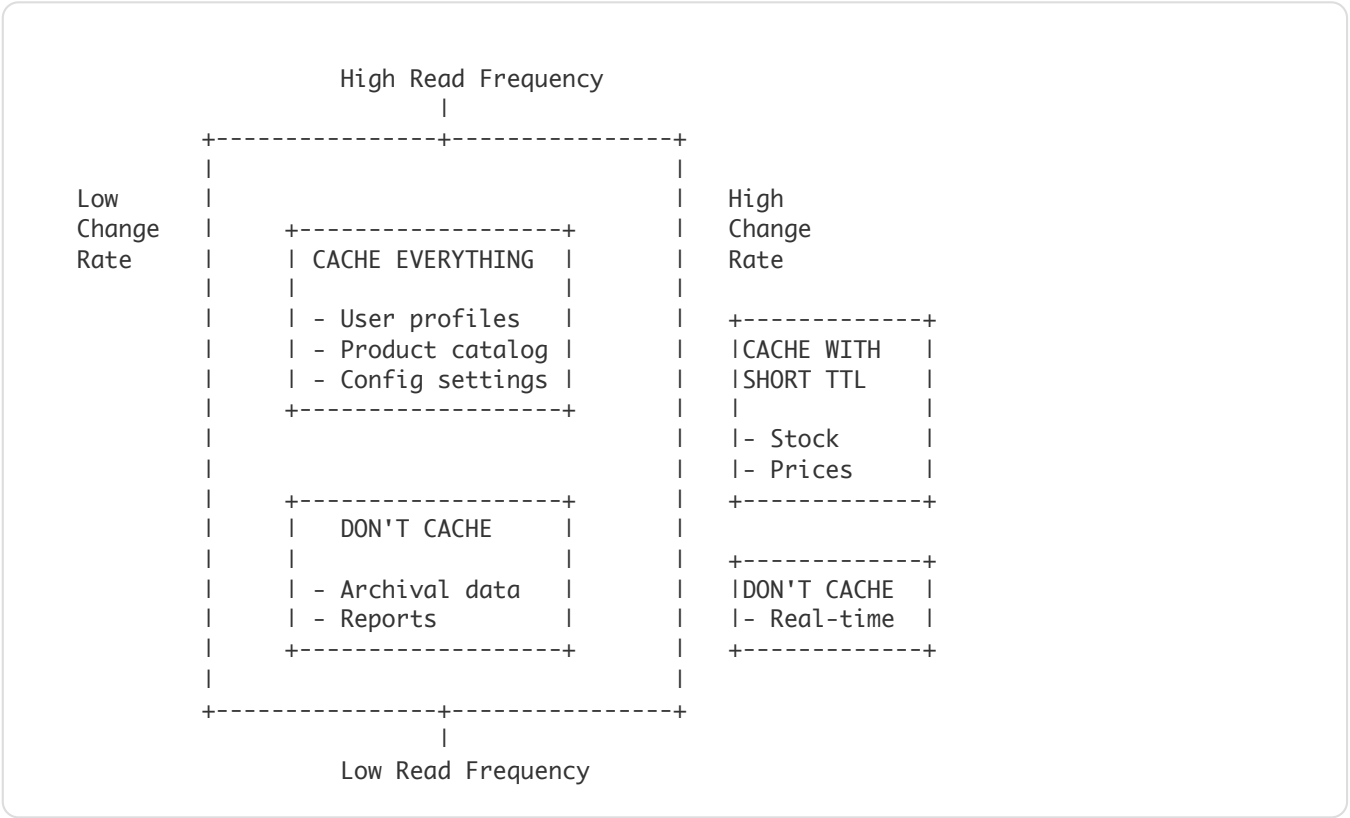 High Read Frequency
|
+----------------+----------------+
|                                  |
Low      |                                  |   High
Change   |     +-------------------+       |   Change
Rate     |     | CACHE EVERYTHING  |       |   Rate
|     |                   |       |
|     | - User profiles   |       |   +-------------+
|     | - Product catalog |       |   |CACHE WITH   |
|     | - Config settings |       |   |SHORT TTL    |
|     +-------------------+       |   |             |
|                                  |   |- Stock      |
|                                  |   |- Prices     |
|     +-------------------+       |   +-------------+
|     |   DON'T CACHE     |       |
|     |                   |       |   +-------------+
|     | - Archival data   |       |   |DON'T CACHE  |
|     | - Reports         |       |   |- Real-time  |
|     +-------------------+       |   +-------------+
|                                  |
+----------------+----------------+
|
Low Read Frequency